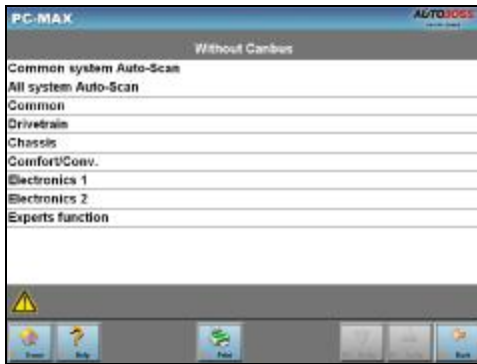 PC-MAX
AUTOBOSS
Without Canbus
Common system Auto-Scan
All system Auto-Scan
Common
Drivetrain
Chassis
Comfort/Conv.
Electronics 1
Electronics 2
Experts function
Help
Print
Back